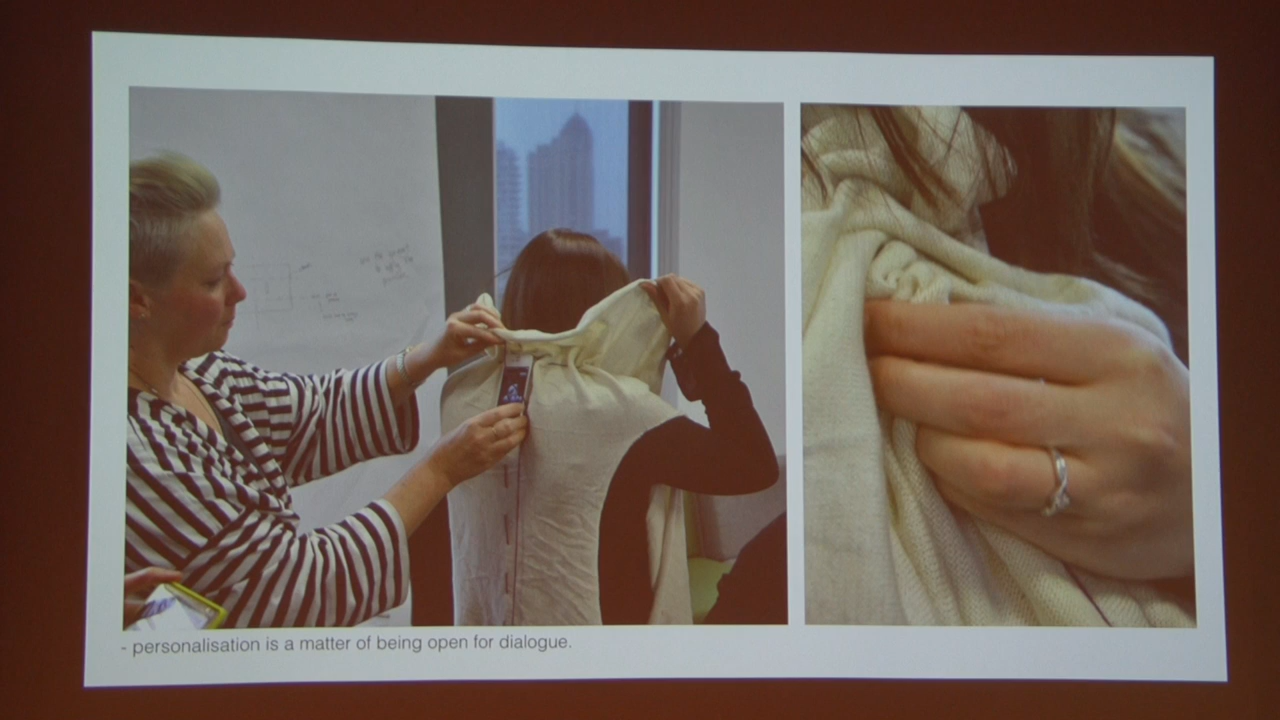 - personalisation is a matter of being open for dialogue.